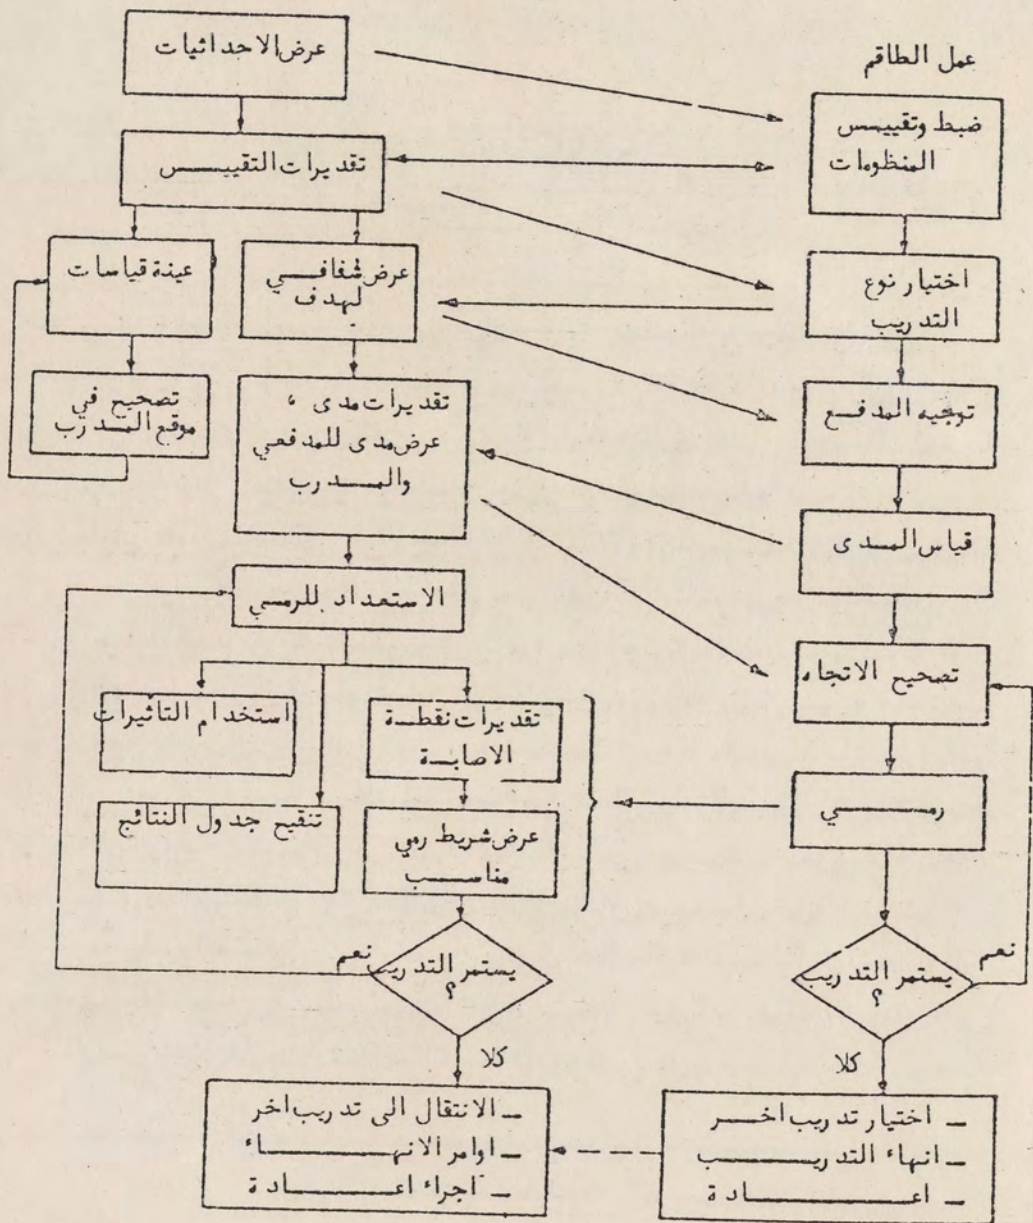 عمل الطاقم
ضبط وتقييس
المنظومات
اختيار نوع
التدريب
توجيه المدفع
قياس المدى
تصحيح الاتجاه
رمي
يستمر التدريب
؟
نعم
كلا
ـ اختيار تدريب اخر
ـ انهاء التدريب
ـ اعادة
عرض الاحداثيات
تقديرات التقييس
عرض شفافي
لهدف
عينة قياسات
تصحيح في
موقع المدرب
تقديرات مدى ،
عرض مدى للمدفعي
والمدرب
الاستعداد للرمي
تقديرات نقطة
الاصابة
استخدام التاثيرات
عرض شريط رمي
مناسب
تنقيح جدول النتائج
يستمر التدريب
؟
نعم
كلا
ـ الانتقال الى تدريب اخر
ـ اوامر الانهاء
ـ اجراء اعادة